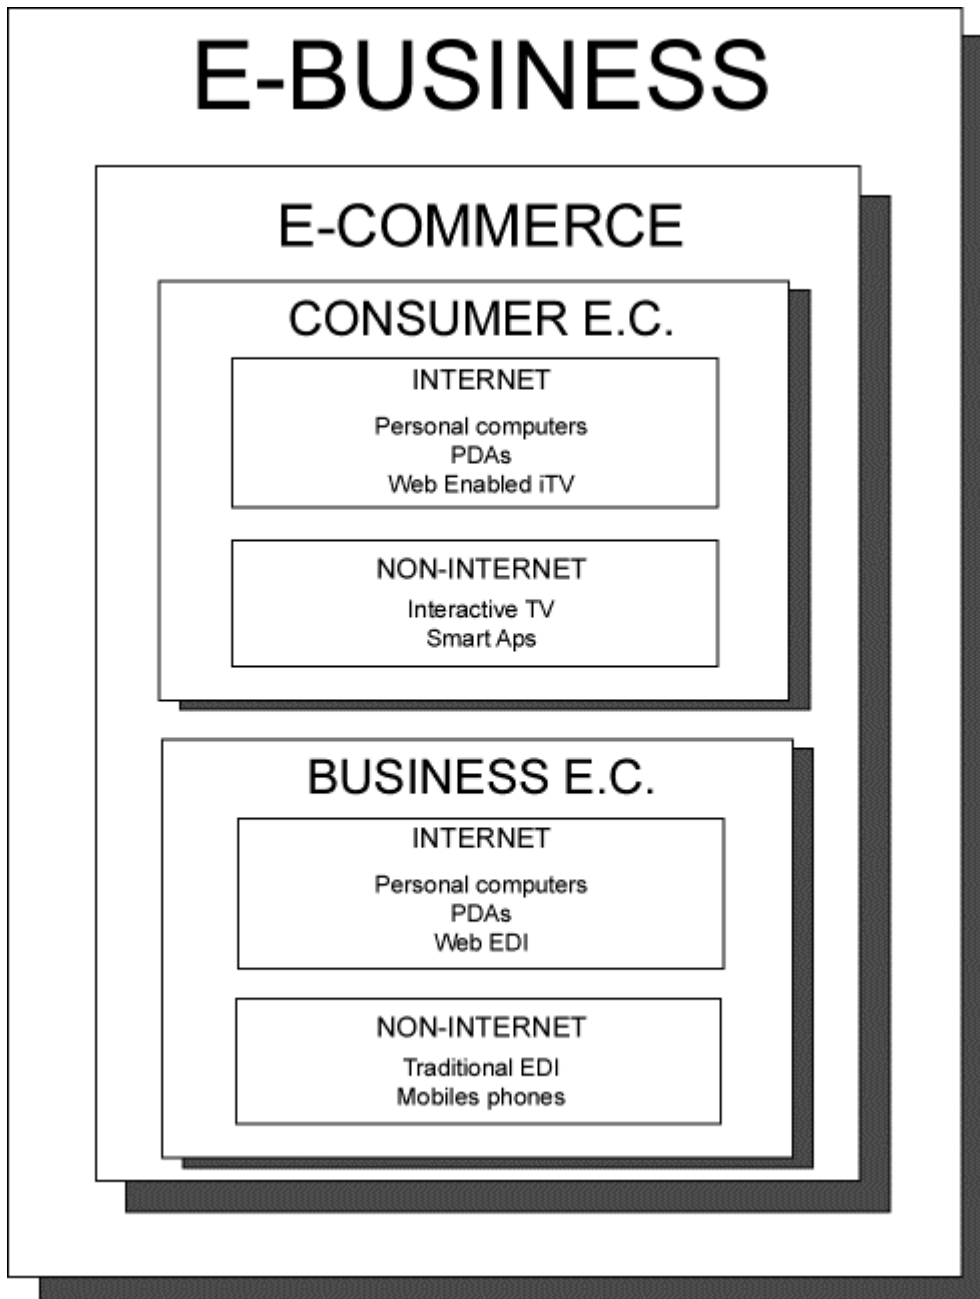 E-BUSINESS
E-COMMERCE
CONSUMER E.C.
INTERNET
Personal computers
PDAs
Web Enabled iTV
NON-INTERNET
Interactive TV
Smart Aps
BUSINESS E.C.
INTERNET
Personal computers
PDAs
Web EDI
NON-INTERNET
Traditional EDI
Mobiles phones